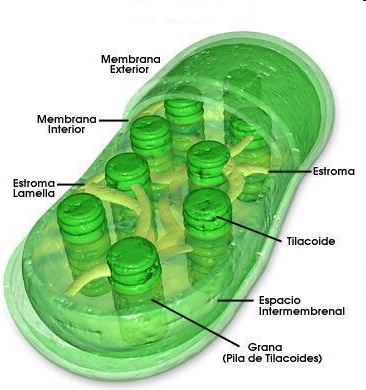 Membrana
Exterior
Membrana
Interior
Estroma
Estroma
Lamella
Tilacoide
Espacio
Intermembrenal
Grana
(Pila de Tilacoides)